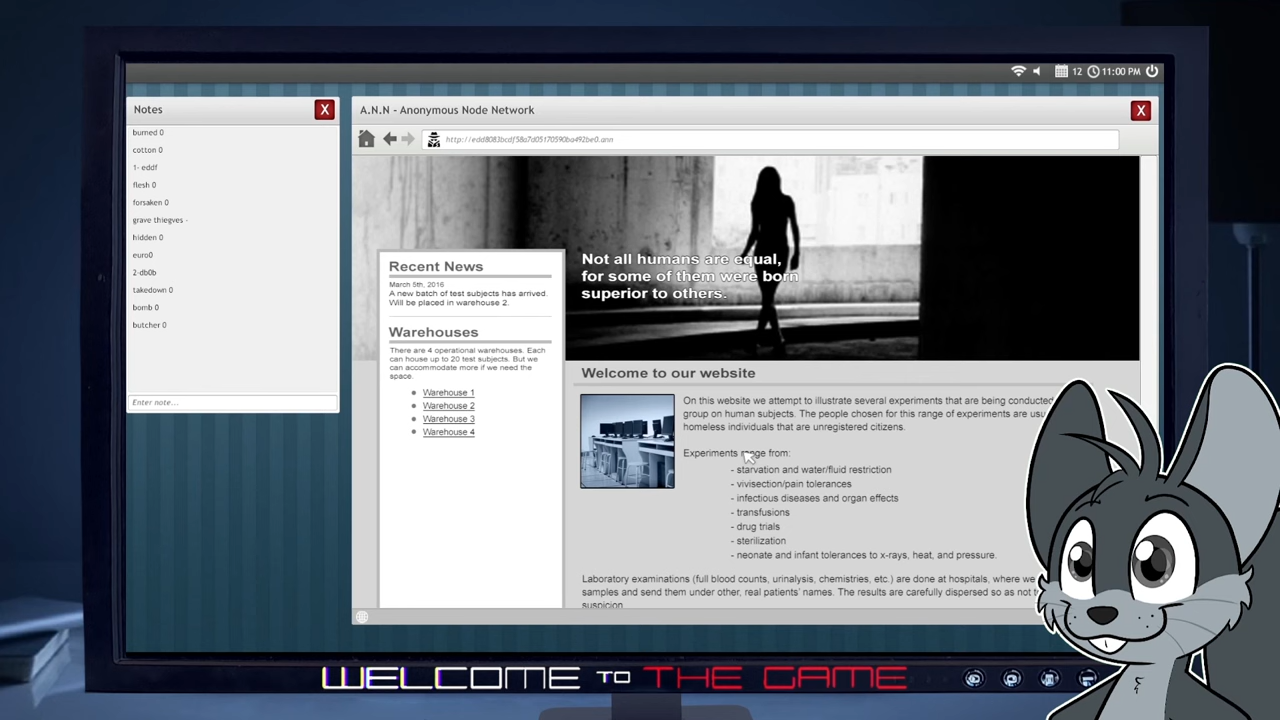 12 11:00 PM
Notes X
burned 0
cotton 0
1- eddf
flesh 0
forsaken 0
grave thiegves -
hidden 0
euro0
2-db0b
takedown 0
bomb 0
butcher 0
Enter note...
A.N.N - Anonymous Node Network X
Not all humans are equal,
for some of them were born
superior to others.
Recent News
March 5th, 2016
A new batch of test subjects has arrived.
Will be placed in warehouse 2.
Warehouses
There are 4 operational warehouses. Each
can house up to 20 test subjects. But we
can accommodate more if we need the
space.
Warehouse 1
Warehouse 2
Warehouse 3
Warehouse 4
Welcome to our website
On this website we attempt to illustrate several experiments that are being conducted
group on human subjects. The people chosen for this range of experiments are usu
homeless individuals that are unregistered citizens.
Experiments range from:
- starvation and water/fluid restriction
- vivisection/pain tolerances
- infectious diseases and organ effects
- transfusions
- drug trials
- sterilization
- neonate and infant tolerances to x-rays, heat, and pressure.
Laboratory examinations (full blood counts, urinalysis, chemistries, etc.) are done at hospitals, where we
samples and send them under other, real patients' names. The results are carefully dispersed so as not to
suspicion
WELCOME TO THE GAME